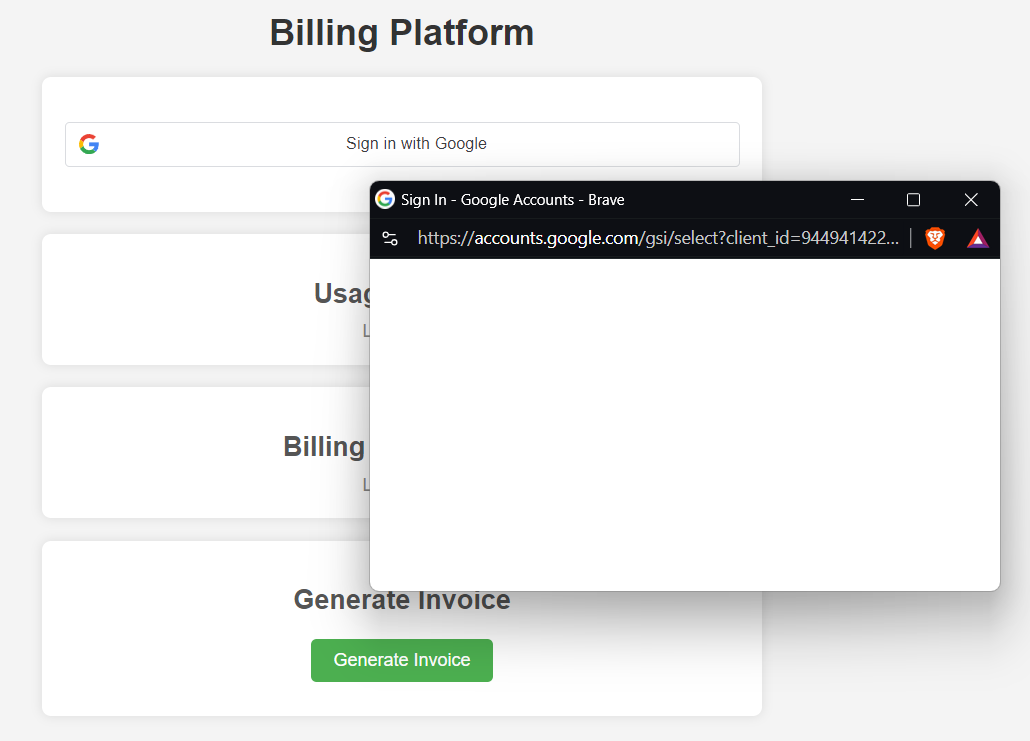 Billing Platform
Sign in with Google
Sign In - Google Accounts - Brave
https://accounts.google.com/gsi/select?client_id=944941422...
Billing
Generate Invoice
Generate Invoice